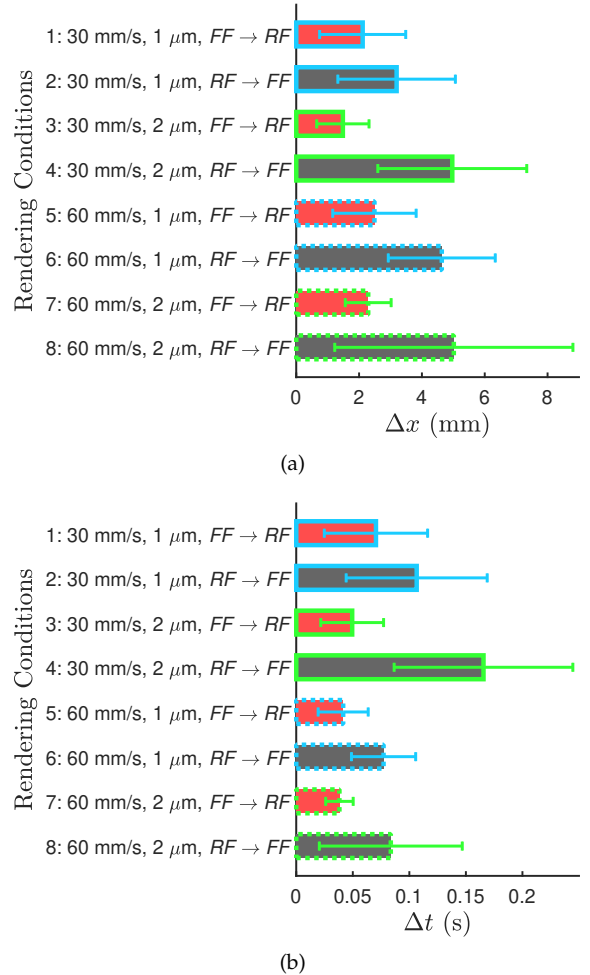 Rendering Conditions
1: 30 mm/s, 1 μm, FF → RF
2: 30 mm/s, 1 μm, RF → FF
3: 30 mm/s, 2 μm, FF → RF
4: 30 mm/s, 2 μm, RF → FF
5: 60 mm/s, 1 μm, FF → RF
6: 60 mm/s, 1 μm, RF → FF
7: 60 mm/s, 2 μm, FF → RF
8: 60 mm/s, 2 μm, RF → FF
0 2 4 6 8
Δx (mm)
(a)
Rendering Conditions
1: 30 mm/s, 1 μm, FF → RF
2: 30 mm/s, 1 μm, RF → FF
3: 30 mm/s, 2 μm, FF → RF
4: 30 mm/s, 2 μm, RF → FF
5: 60 mm/s, 1 μm, FF → RF
6: 60 mm/s, 1 μm, RF → FF
7: 60 mm/s, 2 μm, FF → RF
8: 60 mm/s, 2 μm, RF → FF
0 0.05 0.1 0.15 0.2
Δt (s)
(b)